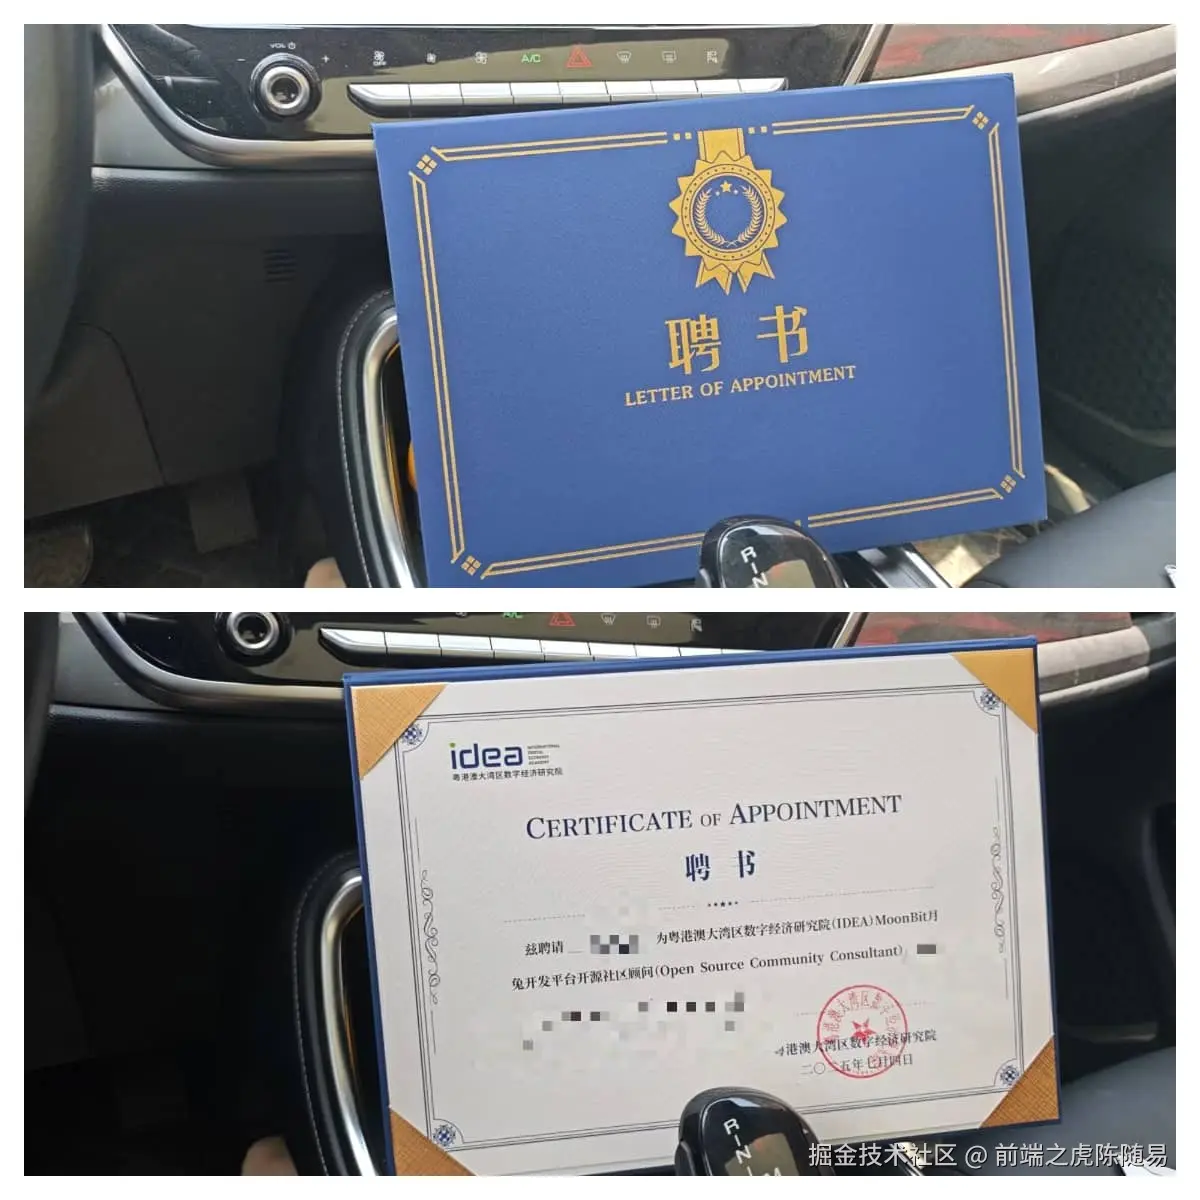 VOL
OFF
A/C
聘书
LETTER OF APPOINTMENT
R
N
A/C
idea
INTERNATIONAL
DIGITAL
ECONOMY
ACADEMY
粤港澳大湾区数字经济研究院
CERTIFICATE OF APPOINTMENT
聘书
兹聘请
为粤港澳大湾区数字经济研究院(IDEA)MoonBit月
兔开发平台开源社区顾问(Open Source Community Consultant)
粤港澳大湾区数字经济研究院
二〇二五年七月四日
R
N
掘金技术社区 @ 前端之虎陈随易